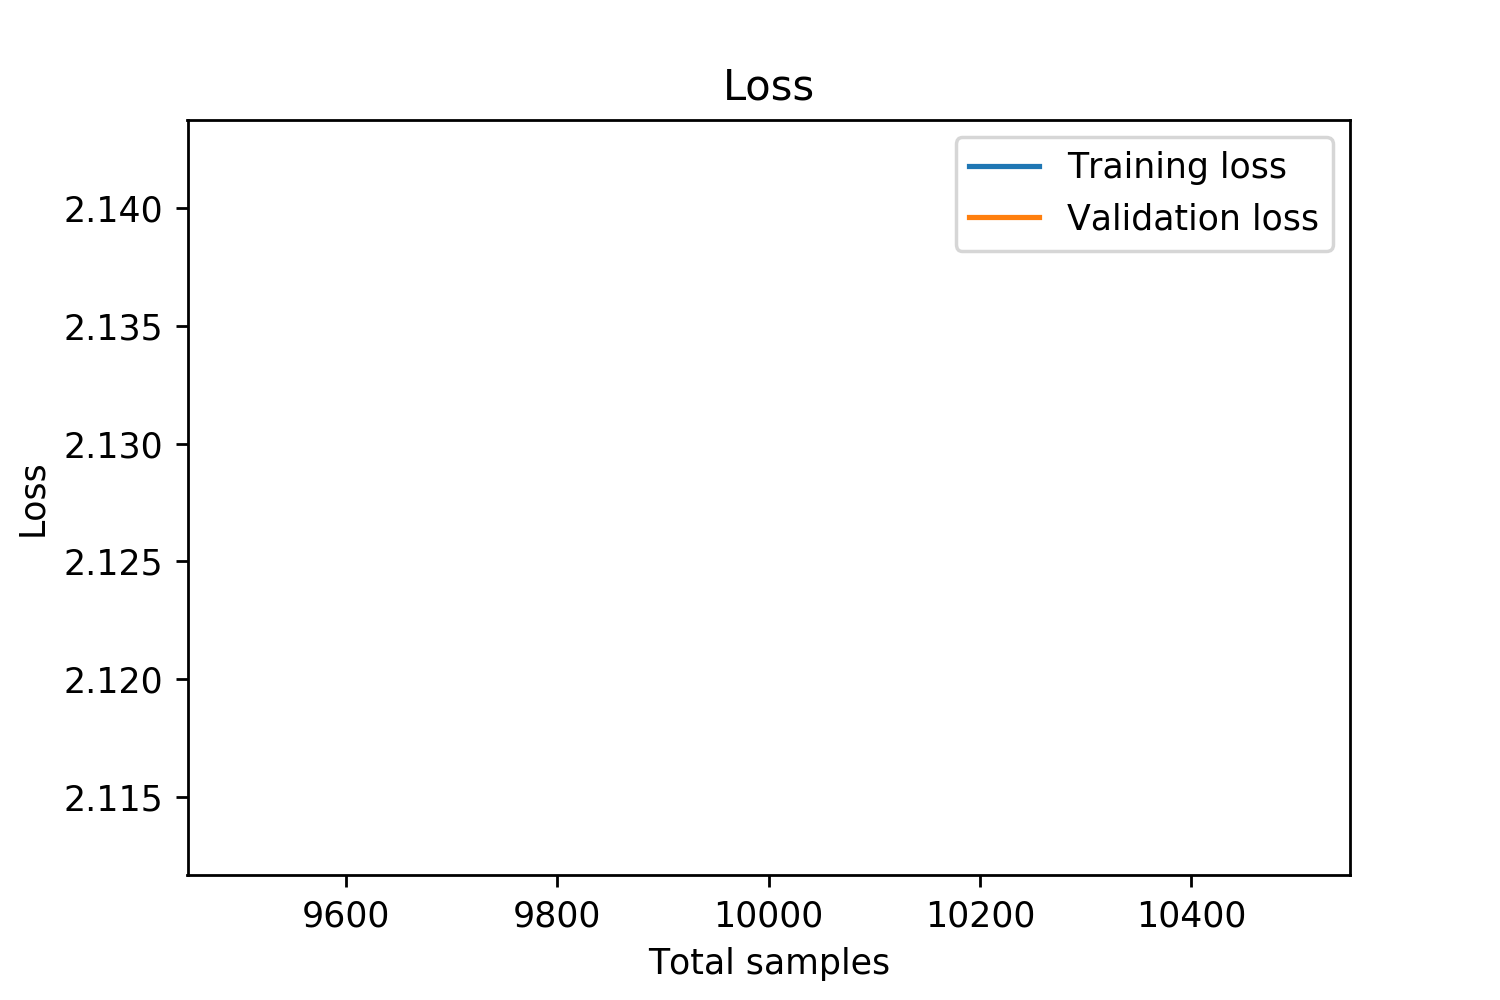 Loss
Training loss
Validation loss
2.140
2.135
2.130
2.125
2.120
2.115
Loss
9600 9800 10000 10200 10400
Total samples